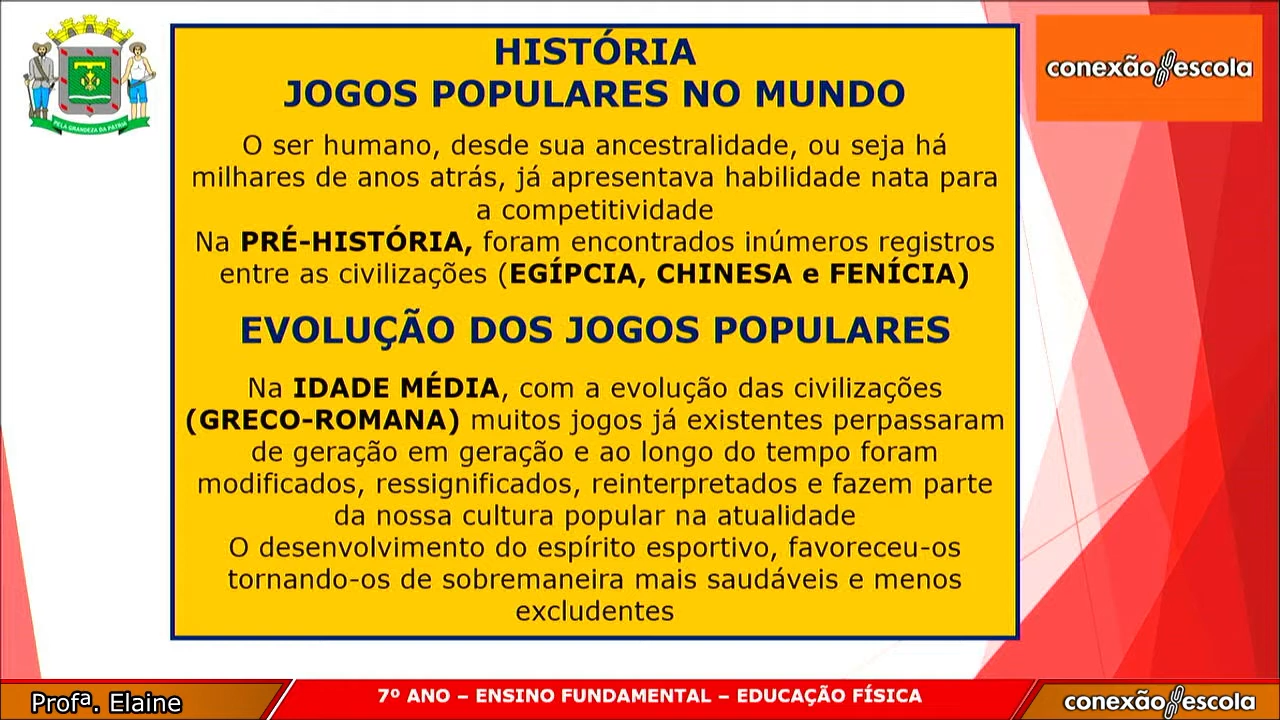 HISTÓRIA
JOGOS POPULARES NO MUNDO
O ser humano, desde sua ancestralidade, ou seja há
milhares de anos atrás, já apresentava habilidade nata para
a competitividade
Na PRÉ-HISTÓRIA, foram encontrados inúmeros registros
entre as civilizações (EGÍPCIA, CHINESA e FENÍCIA)
EVOLUÇÃO DOS JOGOS POPULARES
Na IDADE MÉDIA, com a evolução das civilizações
(GRECO-ROMANA) muitos jogos já existentes perpassaram
de geração em geração e ao longo do tempo foram
modificados, ressignificados, reinterpretados e fazem parte
da nossa cultura popular na atualidade
O desenvolvimento do espírito esportivo, favoreceu-os
tornando-os de sobremaneira mais saudáveis e menos
excludentes
PELA GRANDEZA DA PATRIA
conexão escola
Profª. Elaine
7º ANO – ENSINO FUNDAMENTAL – EDUCAÇÃO FÍSICA
conexão escola